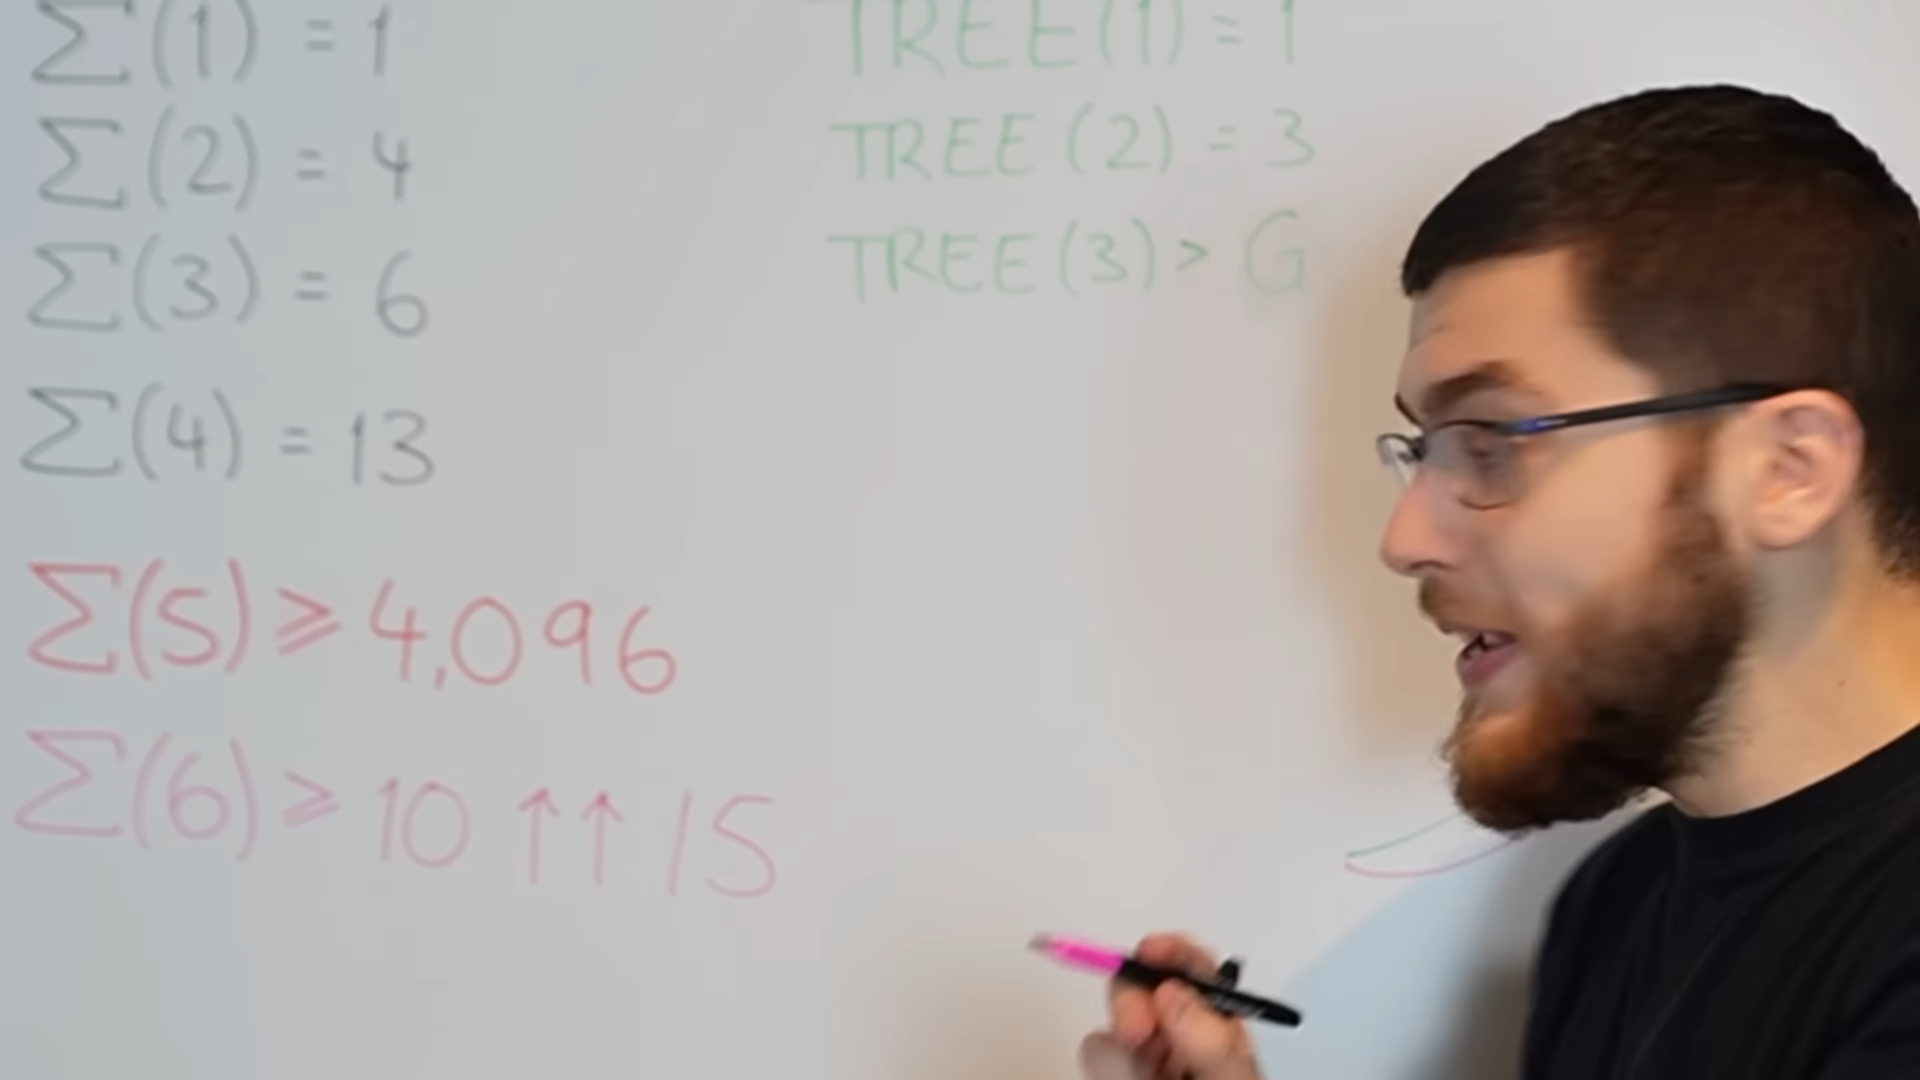 Σ(1) = 1
Σ(2) = 4
Σ(3) = 6
Σ(4) = 13
Σ(5) ⩾ 4,096
Σ(6) ⩾ 10 ↑↑ 15
TREE(1) = 1
TREE (2) = 3
TREE (3) > G